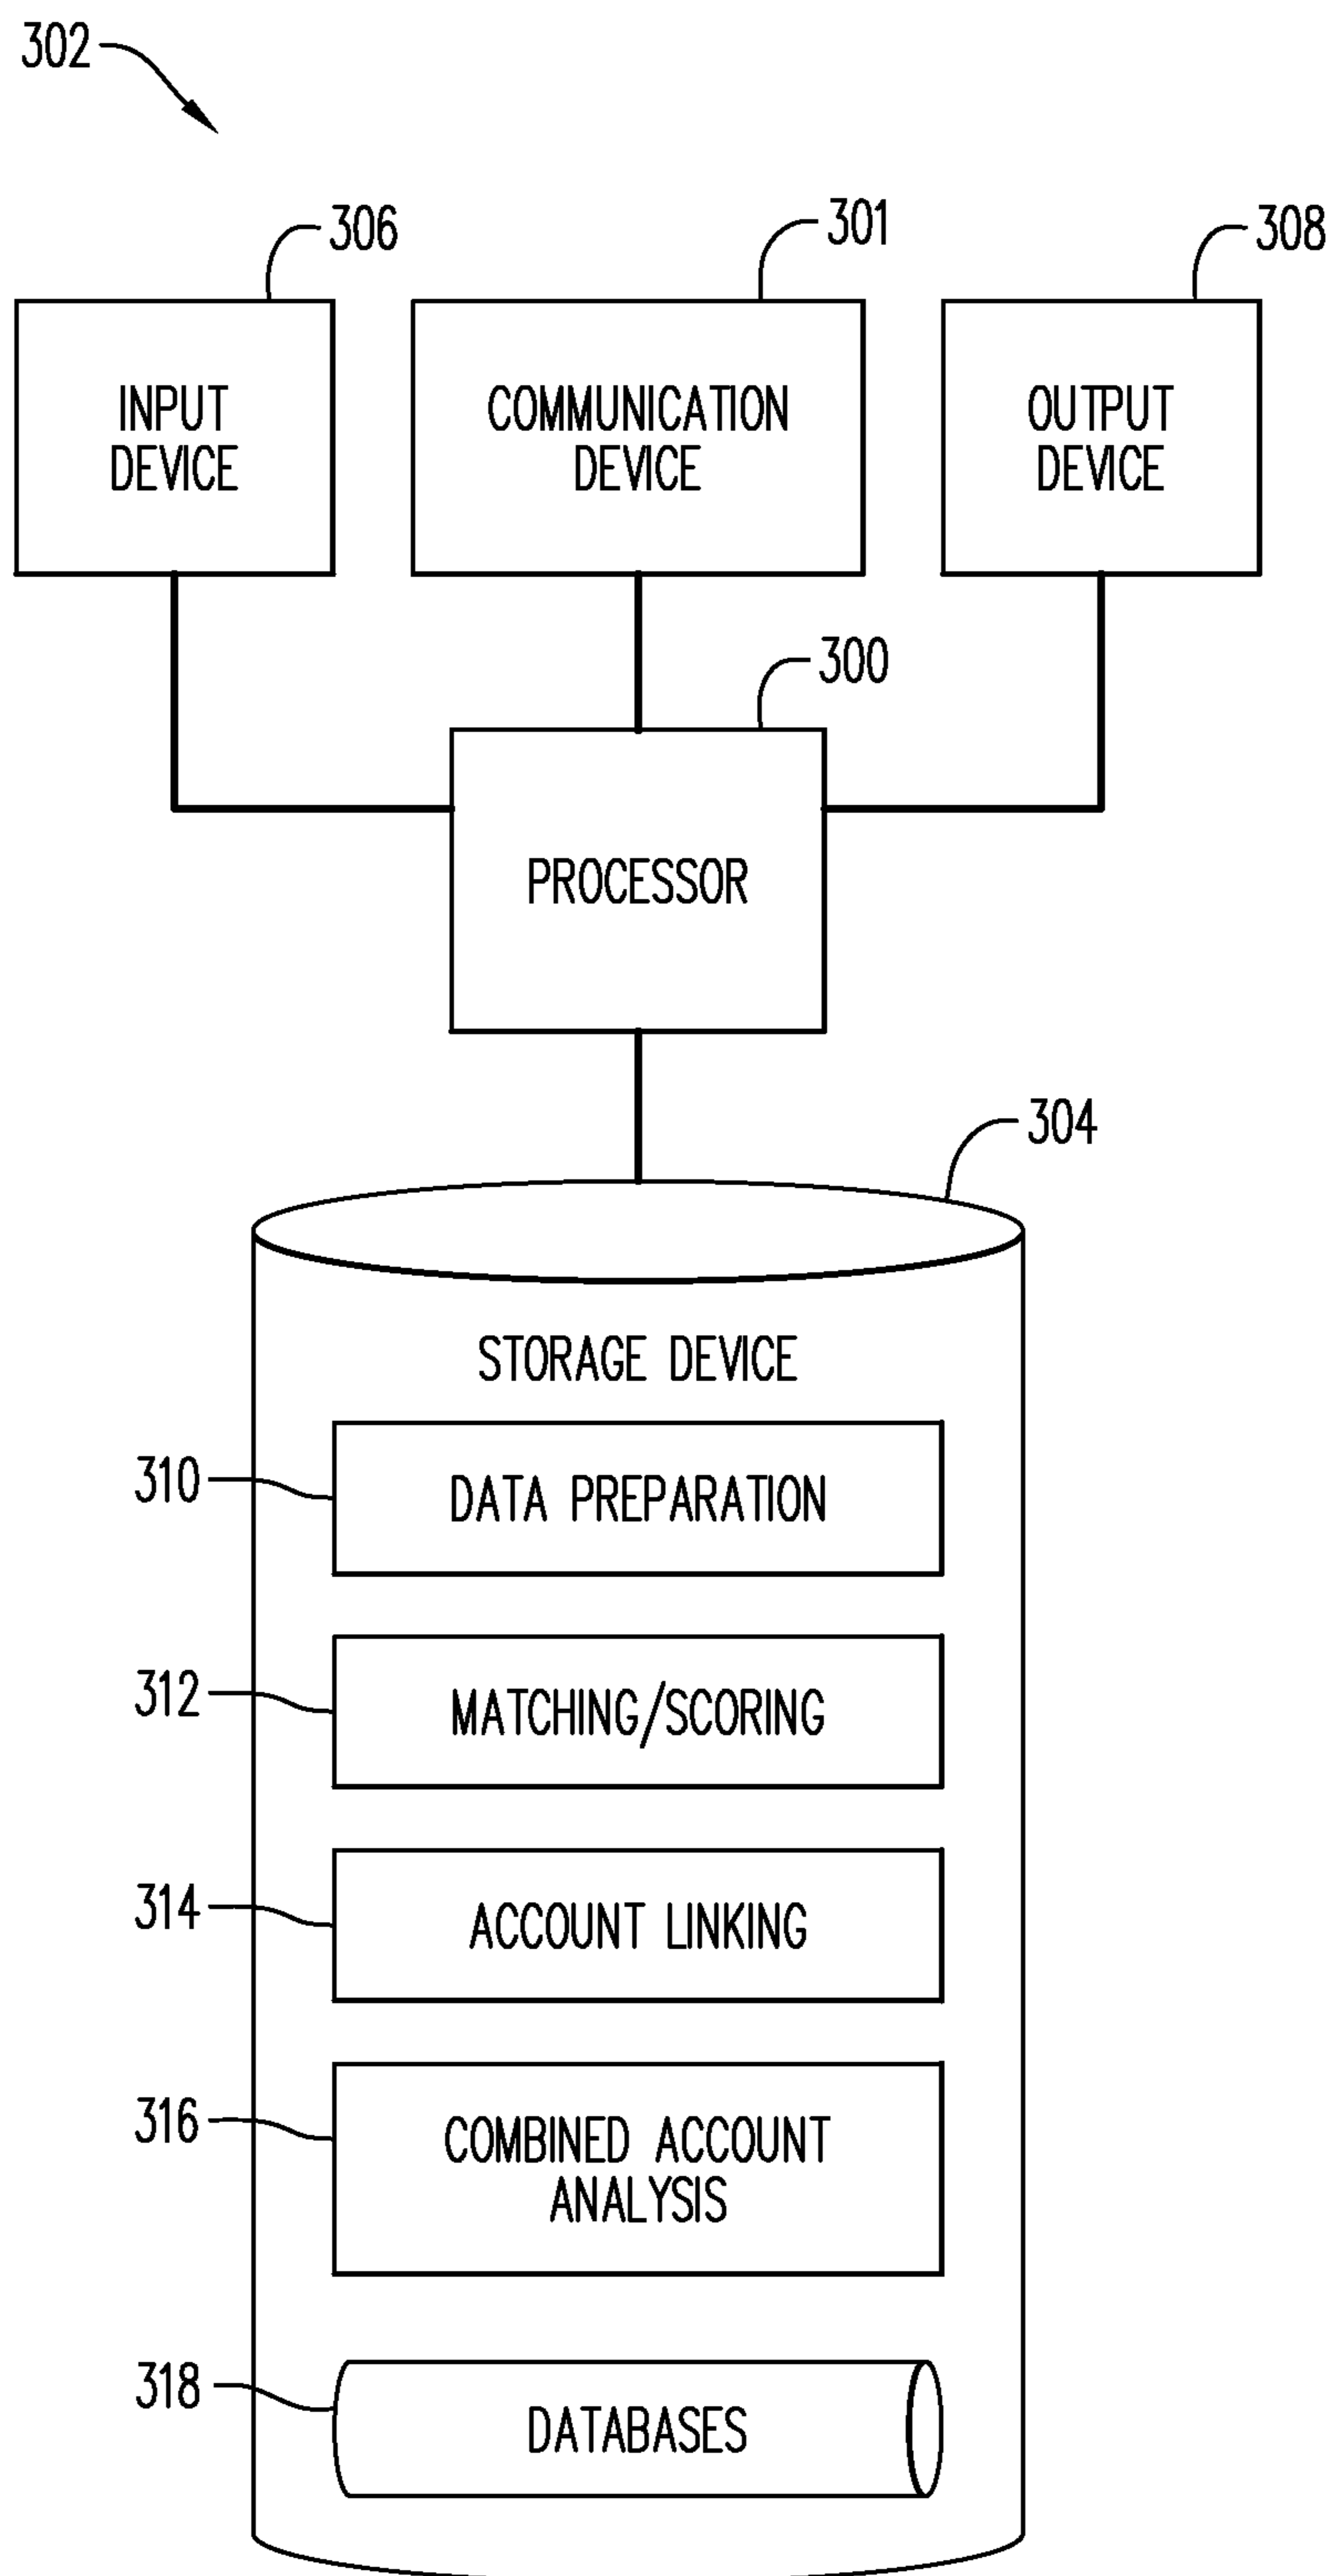 302
306
301
308
INPUT
DEVICE
COMMUNICATION
DEVICE
OUTPUT
DEVICE
300
PROCESSOR
304
STORAGE DEVICE
310
DATA PREPARATION
312
MATCHING/SCORING
314
ACCOUNT LINKING
316
COMBINED ACCOUNT
ANALYSIS
318
DATABASES